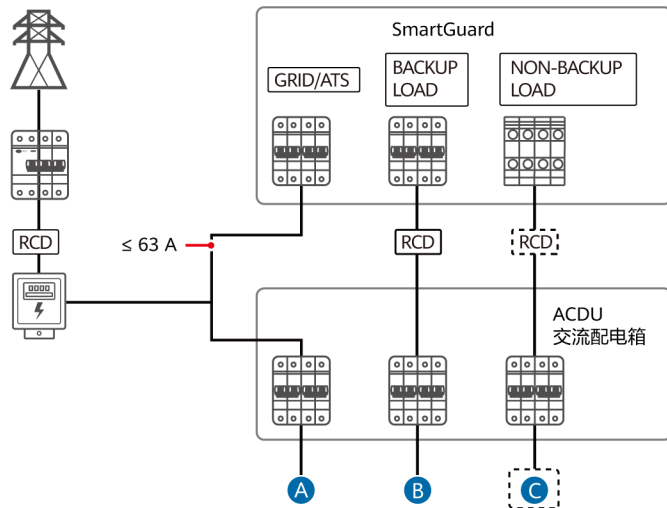 SmartGuard
GRID/ATS
BACKUP
LOAD
NON-BACKUP
LOAD
RCD
≤ 63 A
RCD
RCD
ACDU
交流配电箱
A
B
C